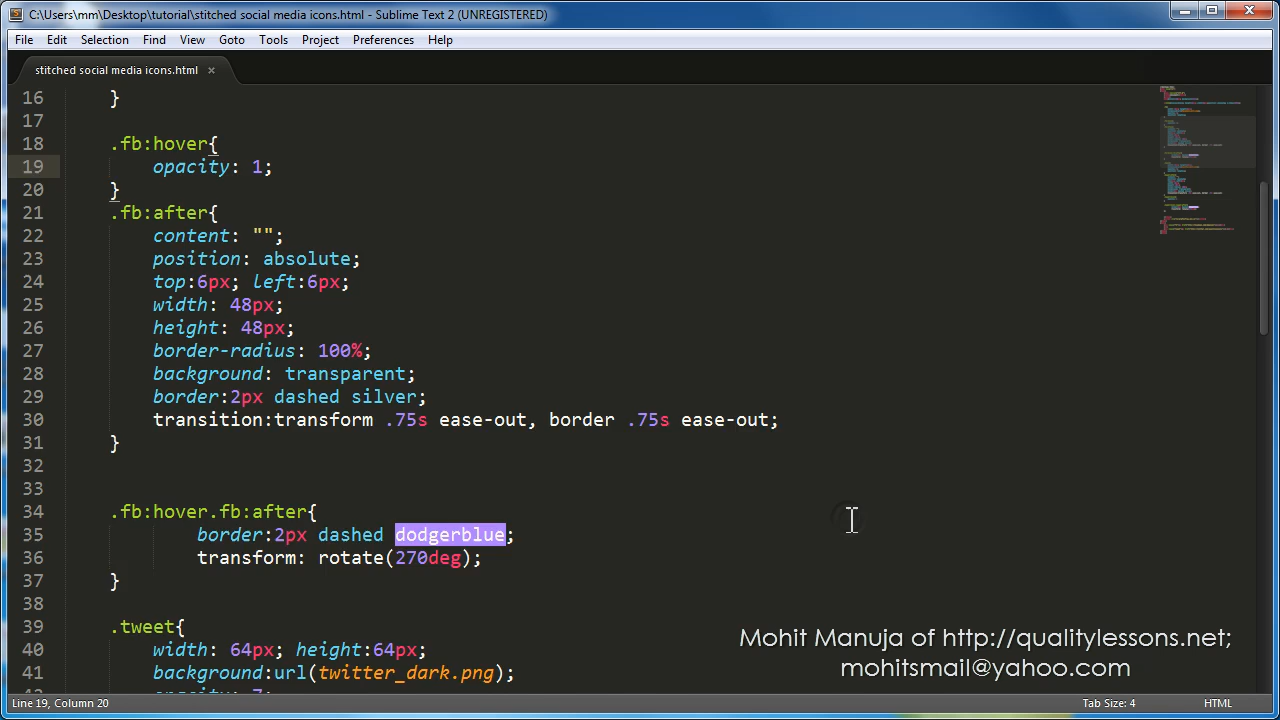 C:\Users\mm\Desktop\tutorial\stitched social media icons.html - Sublime Text 2 (UNREGISTERED)
File Edit Selection Find View Goto Tools Project Preferences Help
stitched social media icons.html ×
16 }
17
18 .fb:hover{
19 opacity: 1;
20 }
21 .fb:after{
22 content: "";
23 position: absolute;
24 top:6px; left:6px;
25 width: 48px;
26 height: 48px;
27 border-radius: 100%;
28 background: transparent;
29 border:2px dashed silver;
30 transition:transform .75s ease-out, border .75s ease-out;
31 }
32
33
34 .fb:hover.fb:after{
35 border:2px dashed dodgerblue;
36 transform: rotate(270deg);
37 }
38
39 .tweet{
40 width: 64px; height:64px;
41 background:url(twitter_dark.png);
Mohit Manuja of http://qualitylessons.net;
mohitsmail@yahoo.com
Line 19, Column 20 Tab Size: 4 HTML